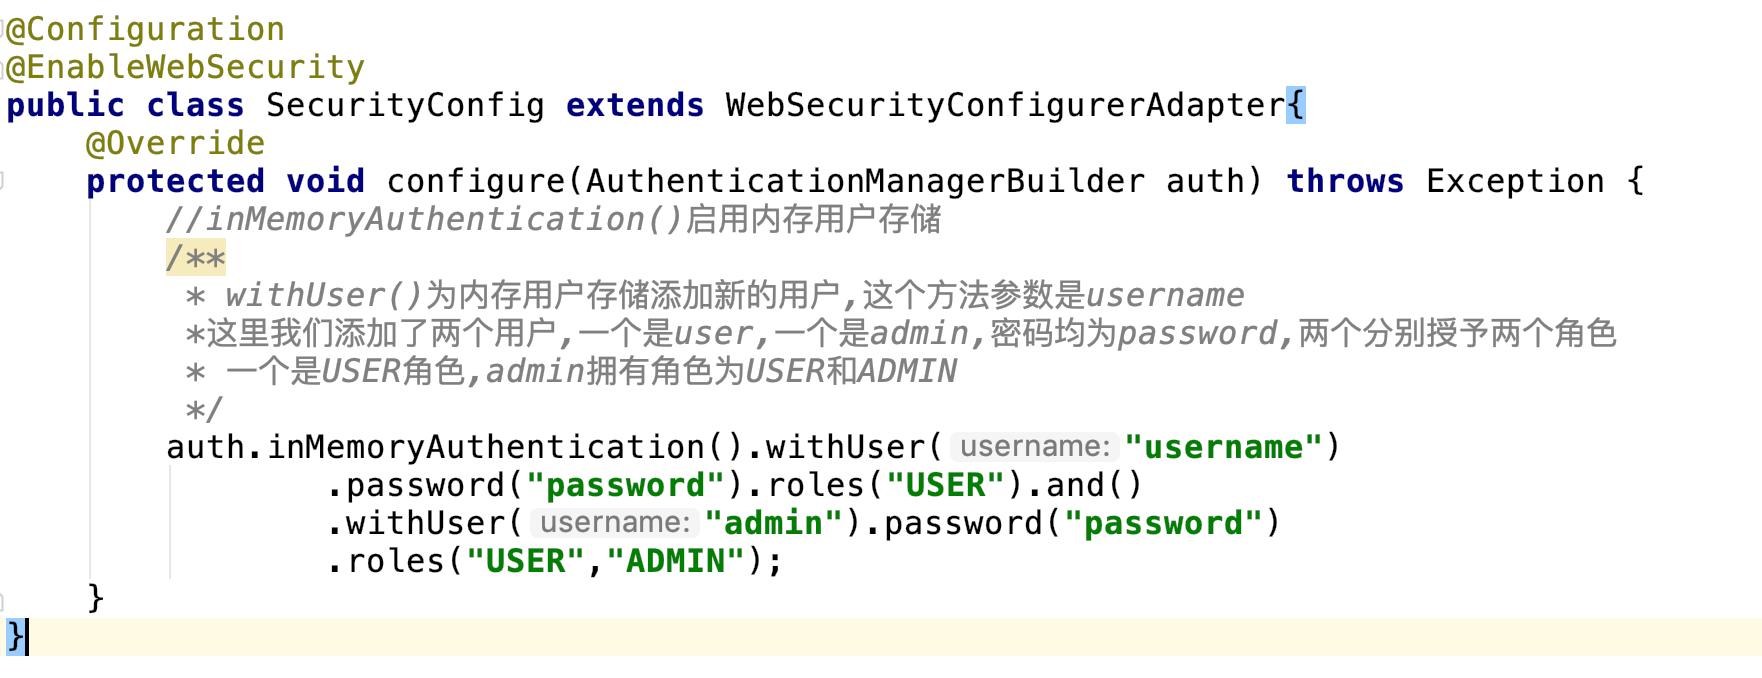 @Configuration
@EnableWebSecurity
public class SecurityConfig extends WebSecurityConfigurerAdapter{
    @Override
    protected void configure(AuthenticationManagerBuilder auth) throws Exception {
        //inMemoryAuthentication()启用内存用户存储
        /**
         * withUser()为内存用户存储添加新的用户,这个方法参数是username
         *这里我们添加了两个用户,一个是user,一个是admin,密码均为password,两个分别授予两个角色
         * 一个是USER角色,admin拥有角色为USER和ADMIN
         */
        auth.inMemoryAuthentication().withUser( username: "username")
                .password("password").roles("USER").and()
                .withUser( username: "admin").password("password")
                .roles("USER","ADMIN");
    }
}